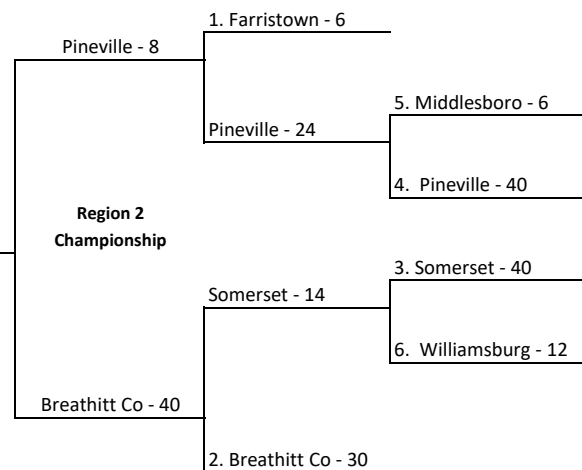 1. Farristown - 6
Pineville - 8
5. Middlesboro - 6
Pineville - 24
4. Pineville - 40
Region 2
Championship
3. Somerset - 40
Somerset - 14
6. Williamsburg - 12
Breathitt Co - 40
2. Breathitt Co - 30